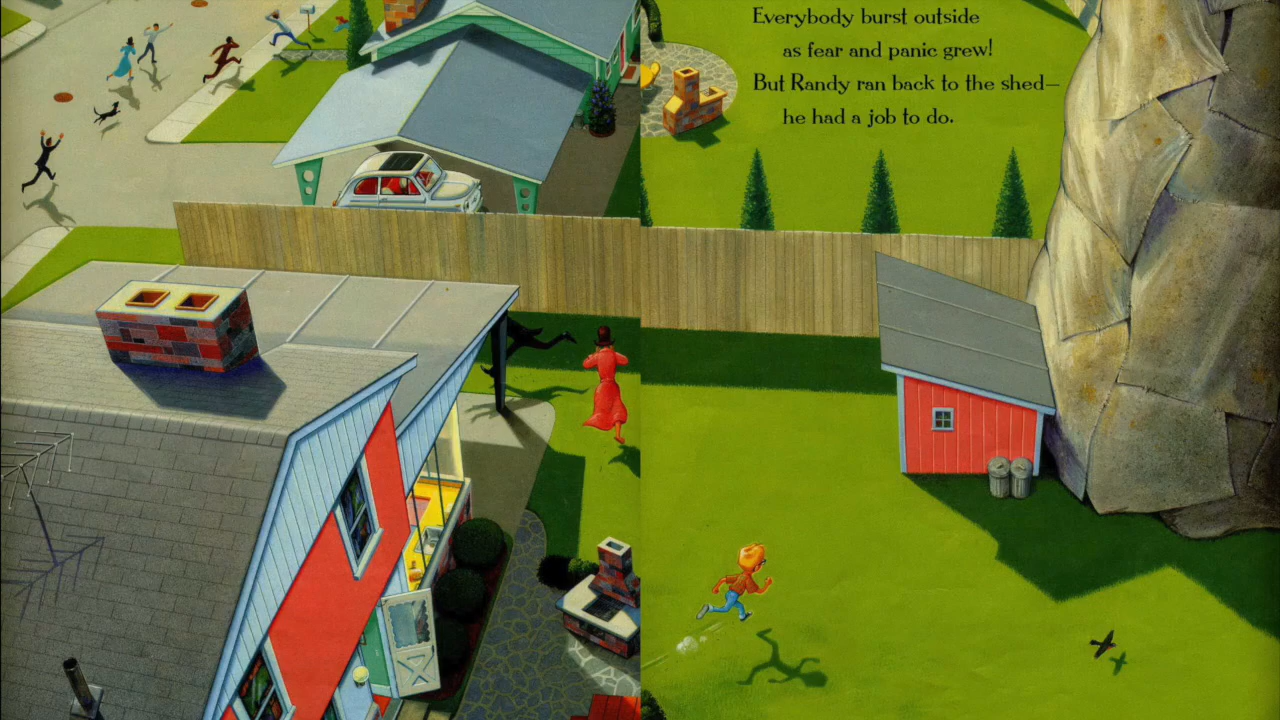 Everybody burst outside
as fear and panic grew!
But Randy ran back to the shed—
he had a job to do.